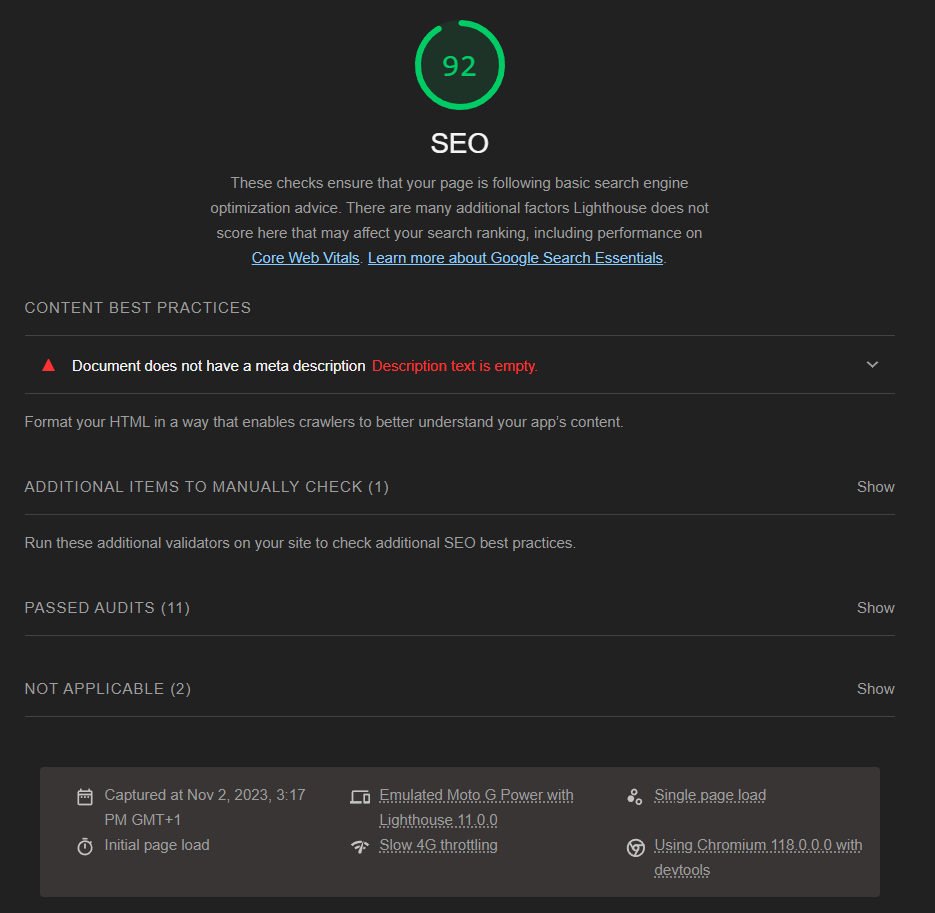 92
SEO
These checks ensure that your page is following basic search engine
optimization advice. There are many additional factors Lighthouse does not
score here that may affect your search ranking, including performance on
Core Web Vitals. Learn more about Google Search Essentials.
CONTENT BEST PRACTICES
Document does not have a meta description Description text is empty.
Format your HTML in a way that enables crawlers to better understand your app’s content.
ADDITIONAL ITEMS TO MANUALLY CHECK (1) Show
Run these additional validators on your site to check additional SEO best practices.
PASSED AUDITS (11) Show
NOT APPLICABLE (2) Show
Captured at Nov 2, 2023, 3:17
PM GMT+1
Initial page load
Emulated Moto G Power with
Lighthouse 11.0.0
Slow 4G throttling
Single page load
Using Chromium 118.0.0.0 with
devtools